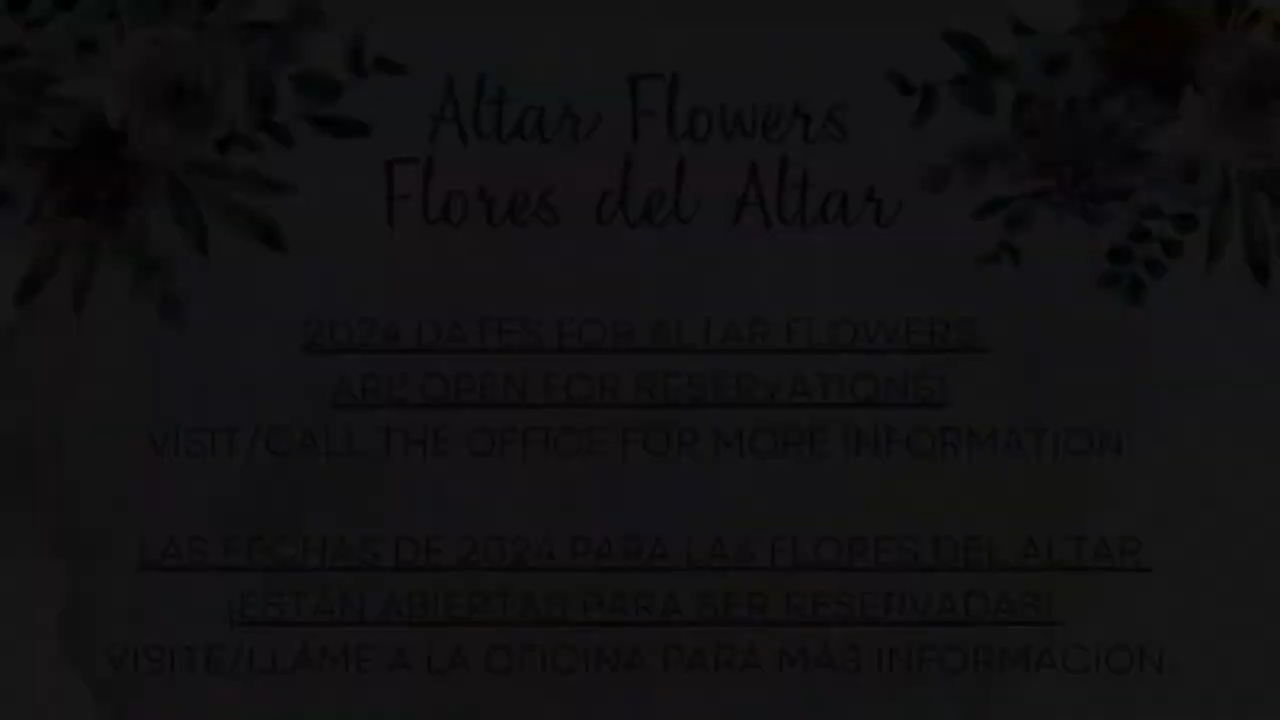 Altar Flowers
Flores del Altar
2024 DATES FOR ALTAR FLOWERS
ARE OPEN FOR RESERVATIONS!
VISIT/CALL THE OFFICE FOR MORE INFORMATION
LAS FECHAS DE 2024 PARA LAS FLORES DEL ALTAR
¡ESTÁN ABIERTAS PARA SER RESERVADAS!
VISITE/LLAME A LA OFICINA PARA MÁS INFORMACIÓN.